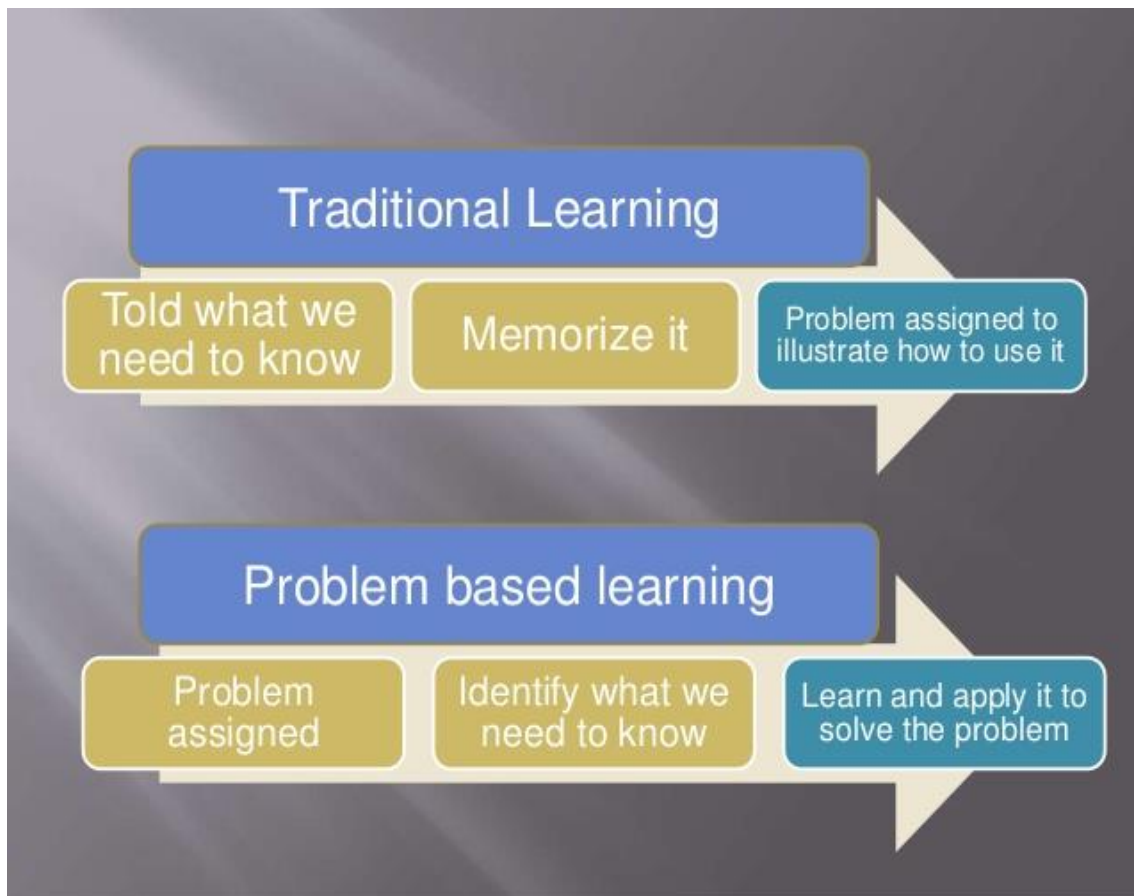 Traditional Learning
Told what we
need to know
Memorize it
Problem assigned to
illustrate how to use it
Problem based learning
Problem
assigned
Identify what we
need to know
Learn and apply it to
solve the problem